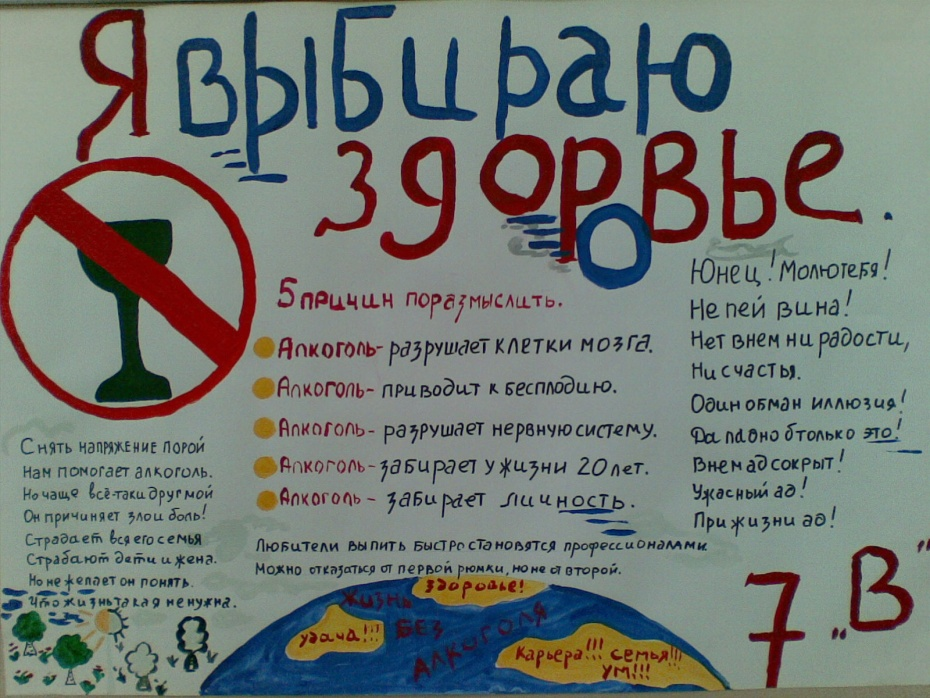 Я выбираю
здоровье.
5 причин поразмыслить.
Алкоголь- разрушает клетки мозга.
Алкоголь- приводит к бесплодию.
Алкоголь- разрушает нервную систему.
Алкоголь- забирает у жизни 20 лет.
Алкоголь- забирает личность.
Юнец! Молю тебя!
Не пей вина!
Нет в нем ни радости,
Ни счастья.
Один обман иллюзия!
Да ладно б только это!
В нем ад сокрыт!
Ужасный ад!
При жизни ад!
Снять напряжение порой
Нам помогает алкоголь.
Но чаще всё-таки друг мой
Он причиняет злои боль!
Страдает вся его семья
Страбают дети и жена.
Но не желает он понять.
Что жизнь такая не нужна.
Любители выпить быстро становятся профессионалами
Можно отказаться от первой рюмки, но не от второй.
Жизнь
без
алкоголя
здоровье!
удача!!!
Карьера!!! семья!!!
Ум!!!
7 „В"